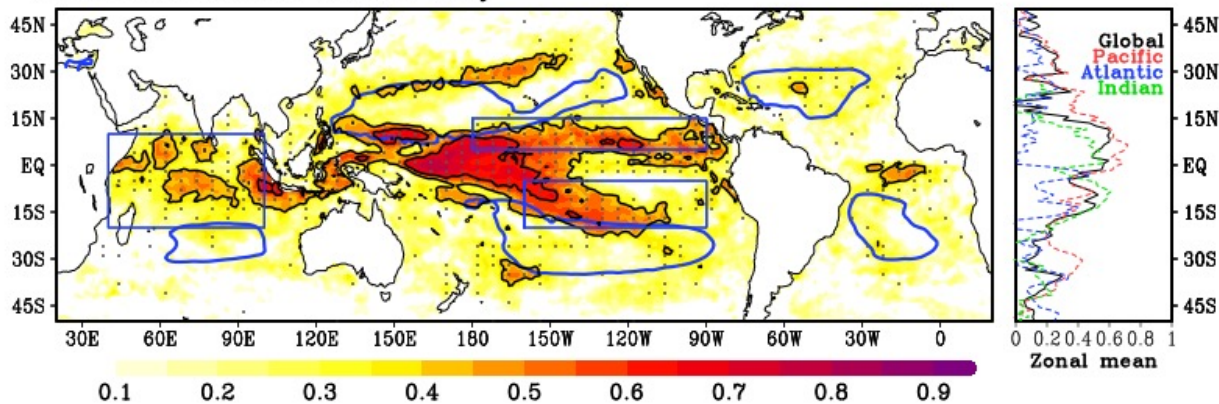 45N
30N
15N
EQ
15S
30S
45S
30E 60E 90E 120E 150E 180 150W 120W 90W 60W 30W 0
0.1 0.2 0.3 0.4 0.5 0.6 0.7 0.8 0.9
Global
Pacific
Atlantic
Indian
45N
30N
15N
EQ
15S
30S
45S
0 0.2 0.4 0.6 0.8 1
Zonal mean